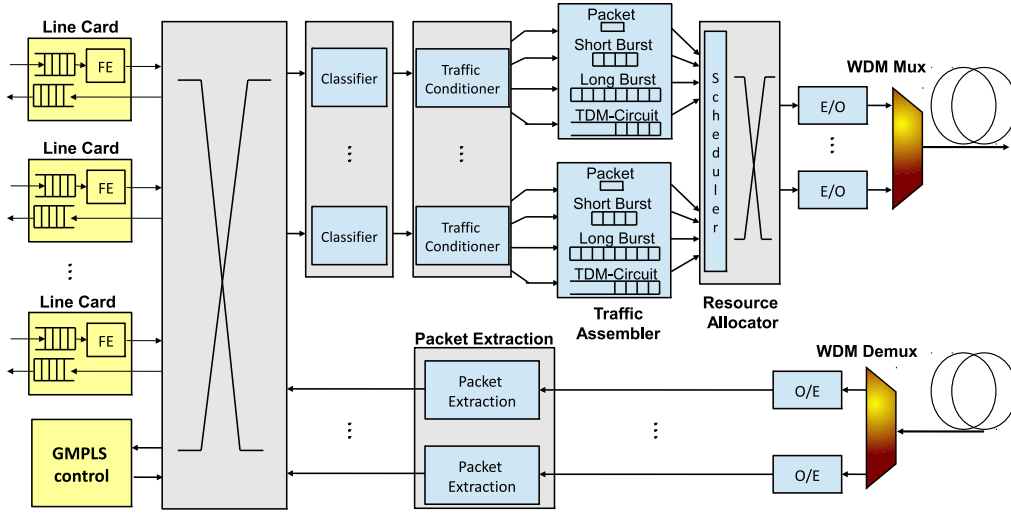 Line Card
FE
Line Card
FE
...
Line Card
FE
GMPLS
control
Classifier
...
Classifier
Traffic
Conditioner
...
Traffic
Conditioner
Packet
Short Burst
Long Burst
TDM-Circuit
Packet
Short Burst
Long Burst
TDM-Circuit
Traffic
Assembler
Scheduler
Resource
Allocator
E/O
...
E/O
WDM Mux
Packet Extraction
Packet
Extraction
...
Packet
Extraction
...
...
O/E
O/E
WDM Demux